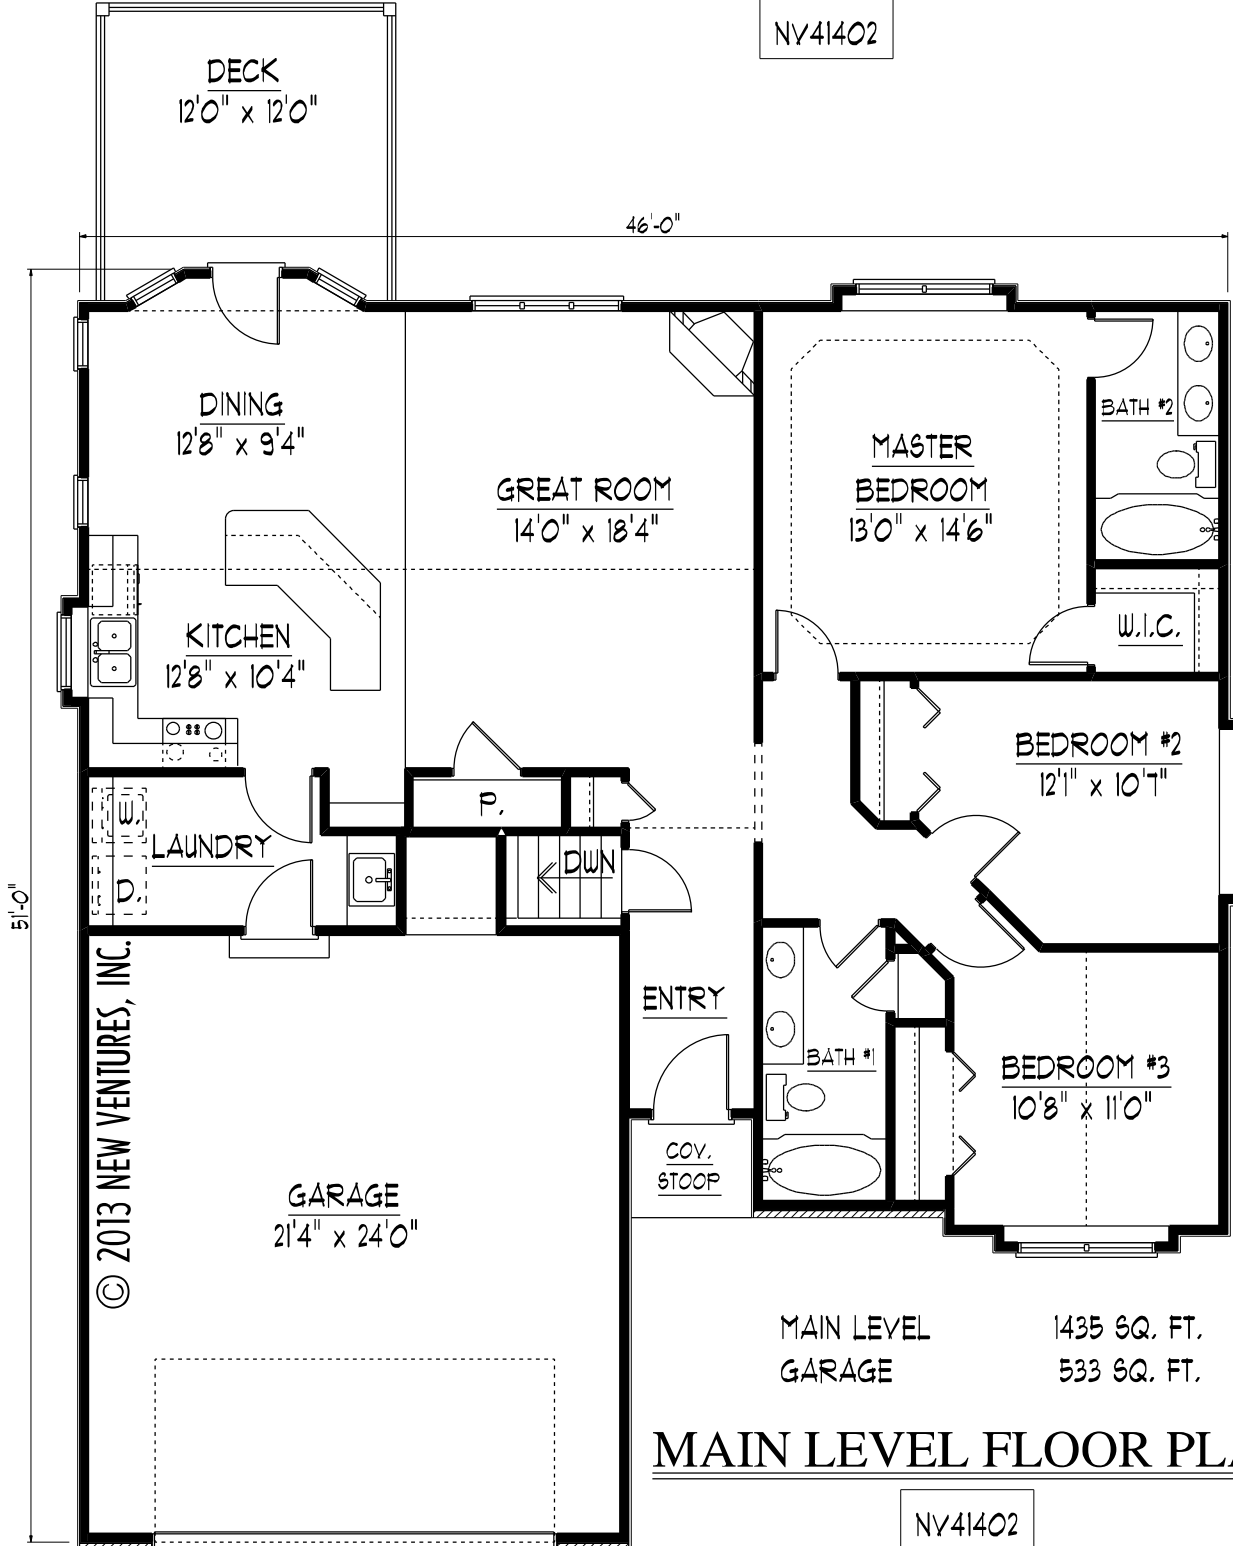 NV41402
DECK
12'0" x 12'0"
46'-0"
DINING
12'8" x 9'4"
GREAT ROOM
14'0" x 18'4"
MASTER
BEDROOM
13'0" x 14'6"
BATH #2
KITCHEN
12'8" x 10'4"
W.I.C.
BEDROOM #2
12'1" x 10'7"
P.
W.
LAUNDRY
D.
DWN
51'-0"
ENTRY
BATH #1
BEDROOM #3
10'8" x 11'0"
COV.
STOOP
GARAGE
21'4" x 24'0"
© 2013 NEW VENTURES, INC.
MAIN LEVEL 1435 SQ. FT.
GARAGE 533 SQ. FT.
MAIN LEVEL FLOOR PLA
NV41402